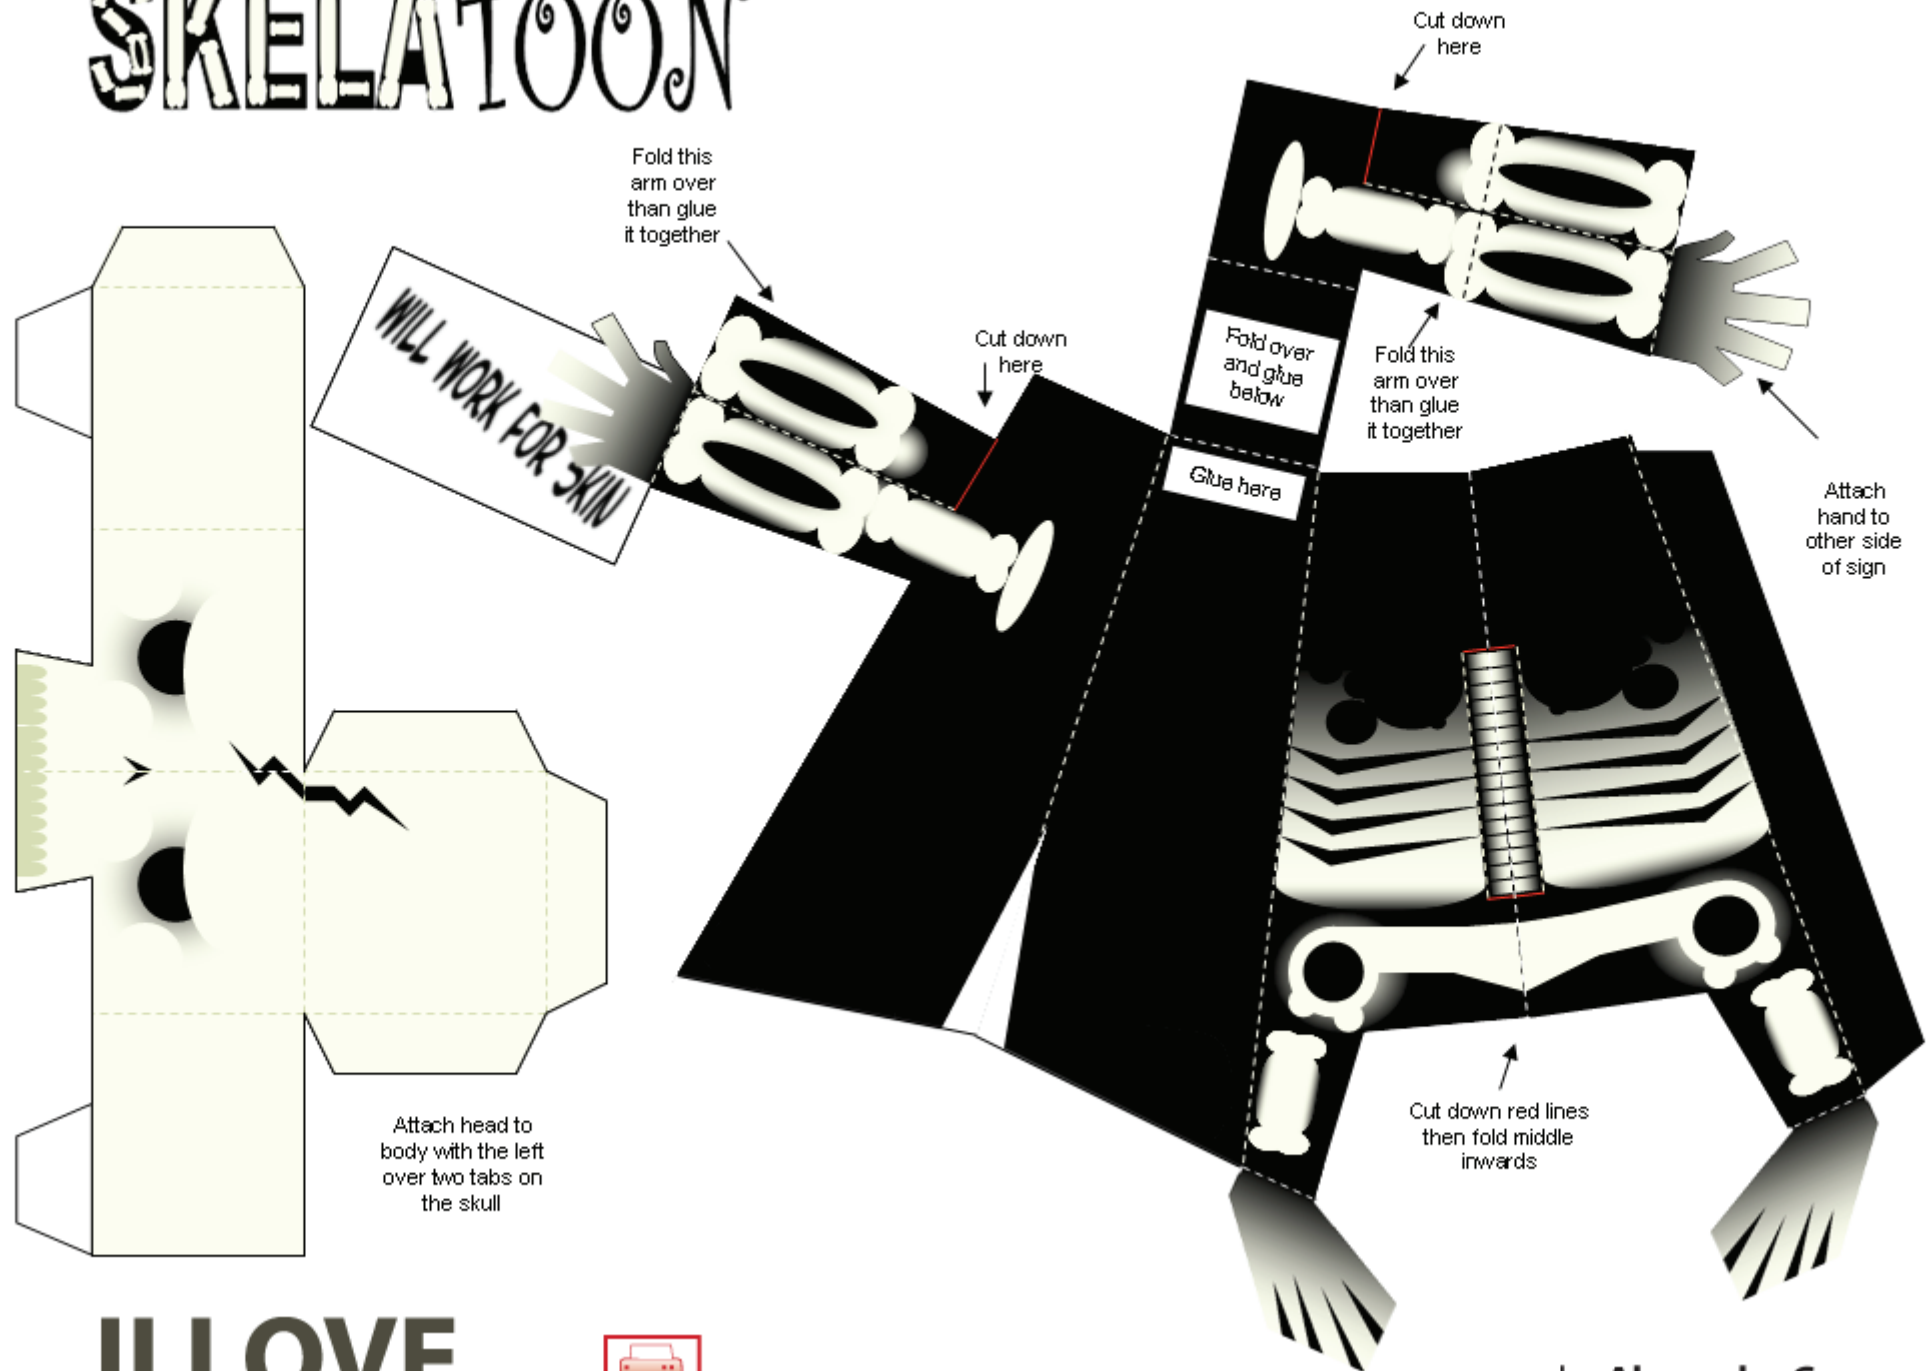 SKELATOON
Cut down
here
Fold this
arm over
than glue
it together
WILL WORK FOR SKIN
Cut down
here
Fold over
and glue
below
Fold this
arm over
than glue
it together
Glue here
Attach
hand to
other side
of sign
Attach head to
body with the left
over two tabs on
the skull
Cut down red lines
then fold middle
inwards